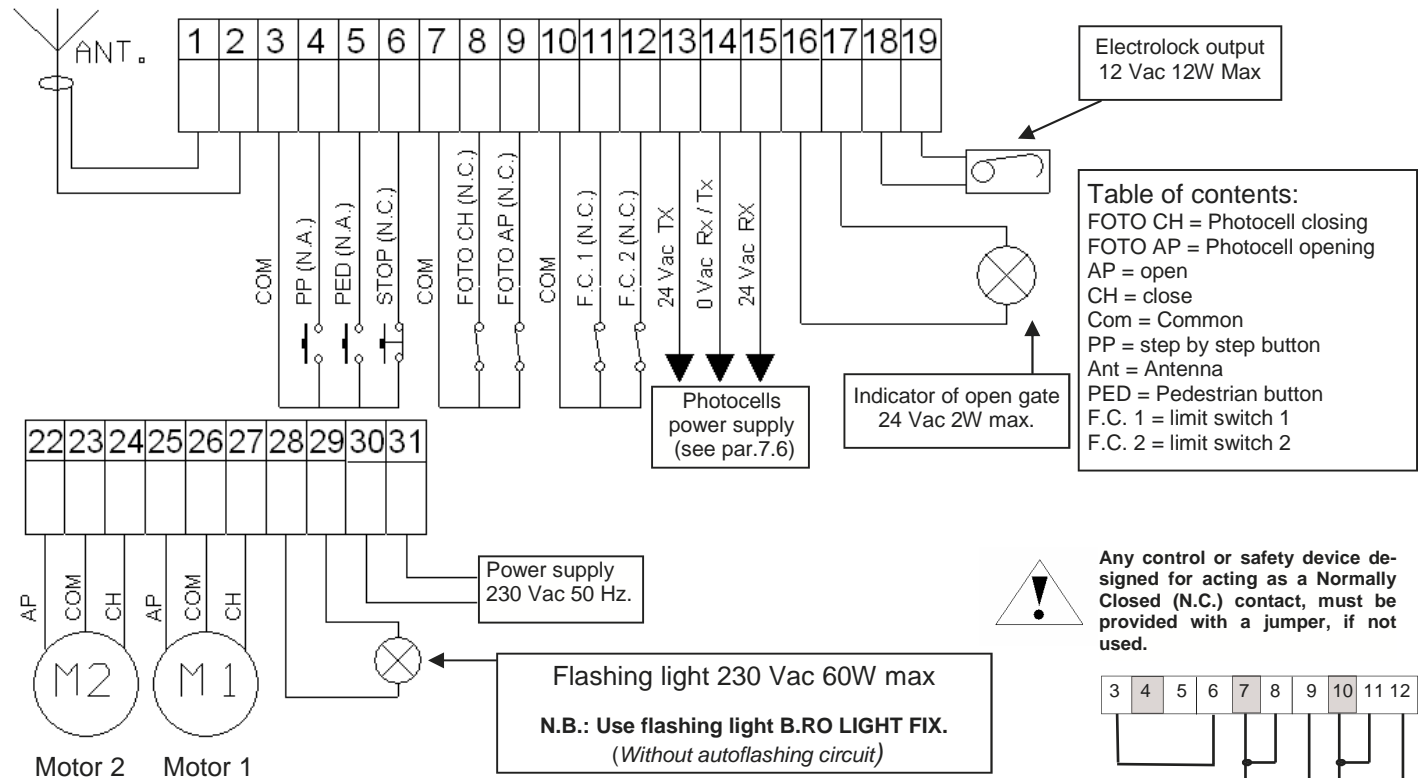 ANT.
1 2 3 4 5 6 7 8 9 10 11 12 13 14 15 16 17 18 19
Electrolock output
12 Vac 12W Max
COM
PP (N.A.)
PED (N.A.)
STOP (N.C.)
COM
FOTO CH (N.C.)
FOTO AP (N.C.)
COM
F.C. 1 (N.C.)
F.C. 2 (N.C.)
24 Vac TX
0 Vac Rx / Tx
24 Vac RX
Table of contents:
FOTO CH = Photocell closing
FOTO AP = Photocell opening
AP = open
CH = close
Com = Common
PP = step by step button
Ant = Antenna
PED = Pedestrian button
F.C. 1 = limit switch 1
F.C. 2 = limit switch 2
Photocells
power supply
(see par.7.6)
Indicator of open gate
24 Vac 2W max.
22 23 24 25 26 27 28 29 30 31
AP
COM
CH
AP
COM
CH
M2
M 1
Motor 2
Motor 1
Power supply
230 Vac 50 Hz.
Flashing light 230 Vac 60W max
N.B.: Use flashing light B.RO LIGHT FIX.
(Without autoflashing circuit)
Any control or safety device de-
signed for acting as a Normally
Closed (N.C.) contact, must be
provided with a jumper, if not
used.
3 4 5 6 7 8 9 10 11 12